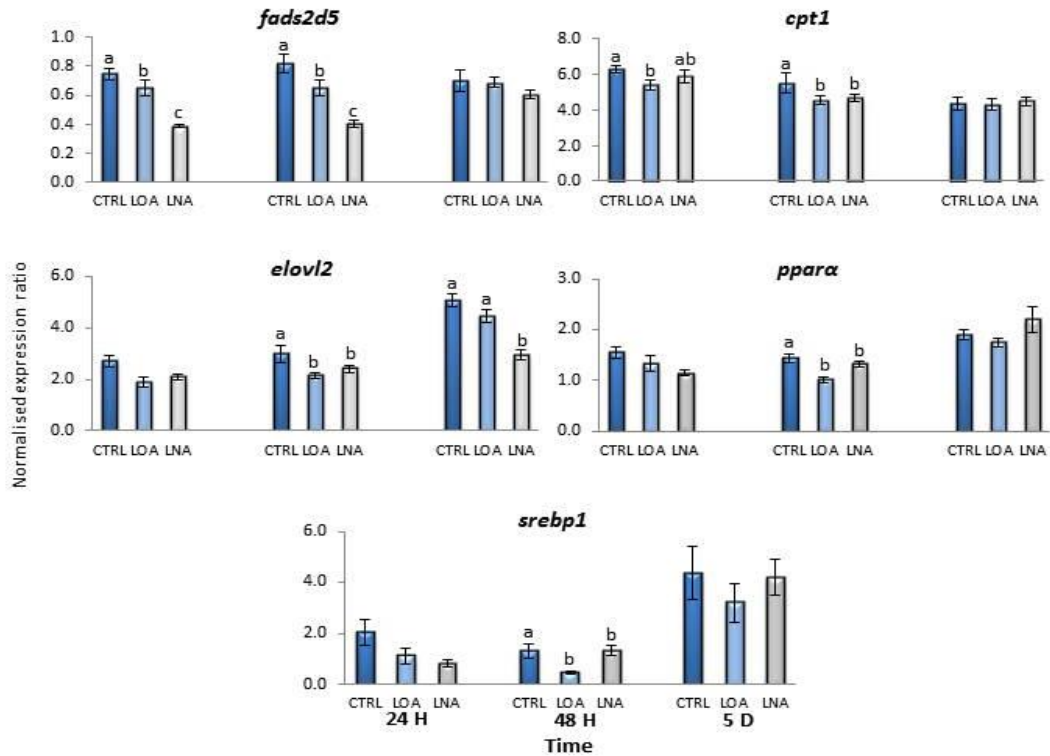 fads2d5
1.0
0.8
0.6
0.4
0.2
0.0
a
b
c
a
b
c
CTRL LOA LNA
CTRL LOA LNA
CTRL LOA LNA
cpt1
8.0
6.0
4.0
2.0
0.0
a
b
ab
a
b
b
CTRL LOA LNA
CTRL LOA LNA
CTRL LOA LNA
Normalised expression ratio
elovl2
6.0
4.0
2.0
0.0
a
b
b
a
a
b
CTRL LOA LNA
CTRL LOA LNA
CTRL LOA LNA
pparα
3.0
2.0
1.0
0.0
a
b
b
CTRL LOA LNA
CTRL LOA LNA
CTRL LOA LNA
srebp1
6.0
4.0
2.0
0.0
a
b
b
CTRL LOA LNA
CTRL LOA LNA
CTRL LOA LNA
24 H
48 H
5 D
Time